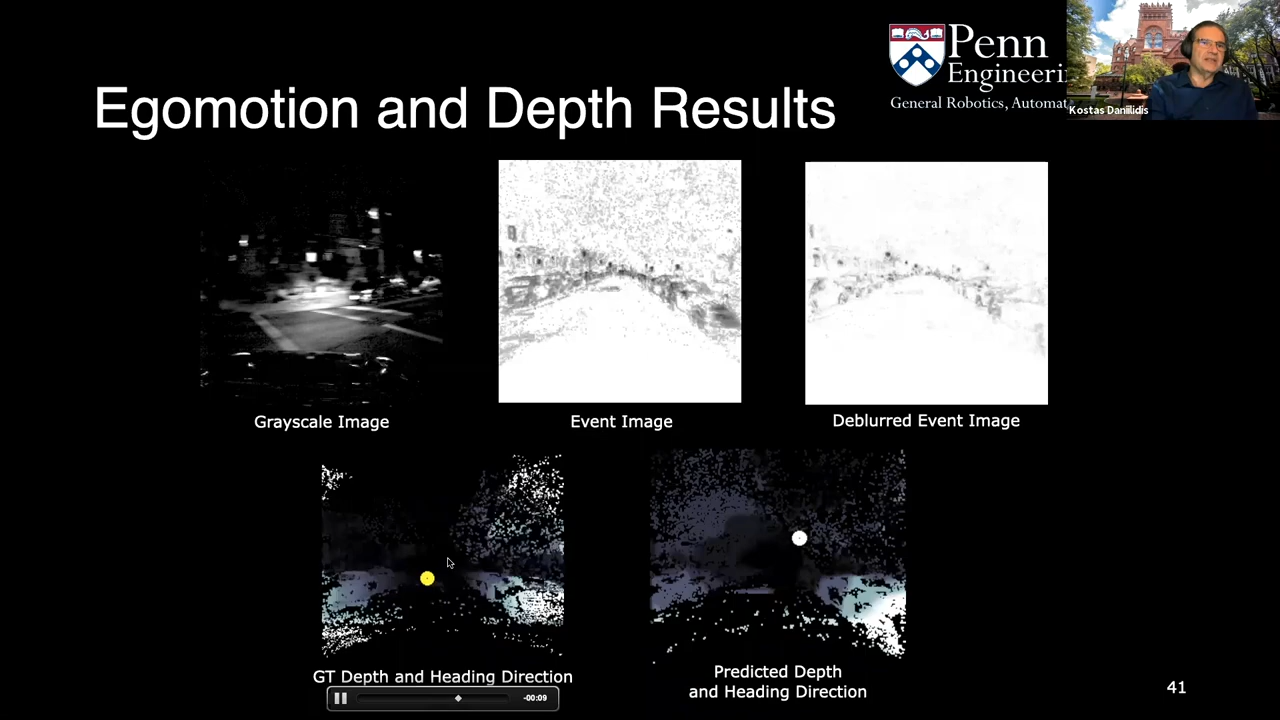 Penn
Engineeri
General Robotics, Automat
Kostas Daniilidis
Egomotion and Depth Results
Grayscale Image
Event Image
Deblurred Event Image
GT Depth and Heading Direction
Predicted Depth
and Heading Direction
-00:09
41